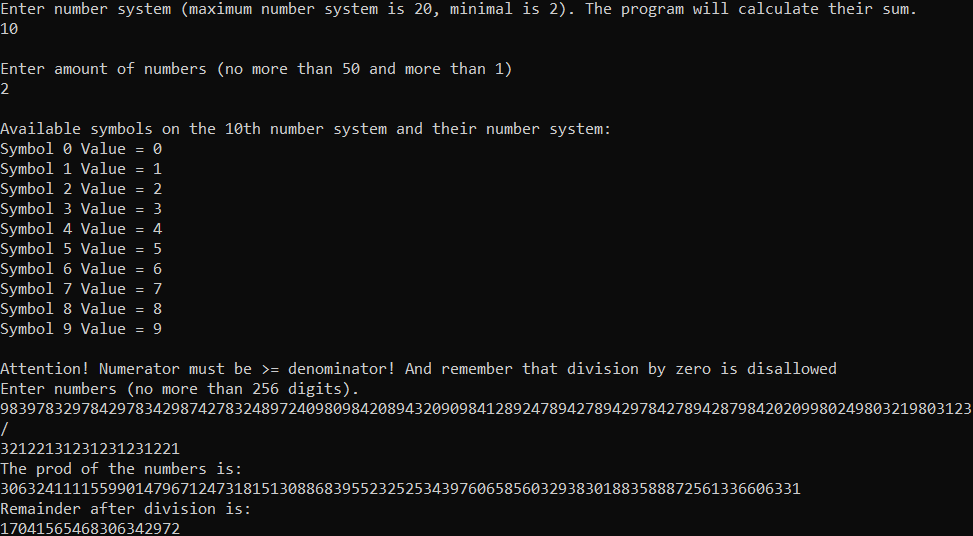 Enter number system (maximum number system is 20, minimal is 2). The program will calculate their sum.
10
Enter amount of numbers (no more than 50 and more than 1)
2
Available symbols on the 10th number system and their number system:
Symbol 0 Value = 0
Symbol 1 Value = 1
Symbol 2 Value = 2
Symbol 3 Value = 3
Symbol 4 Value = 4
Symbol 5 Value = 5
Symbol 6 Value = 6
Symbol 7 Value = 7
Symbol 8 Value = 8
Symbol 9 Value = 9
Attention! Numerator must be >= denominator! And remember that division by zero is disallowed
Enter numbers (no more than 256 digits).
983978329784297834298742783248972409809842089432090984128924789427894297842789428798420209980249803219803123
/
32122131231231231221
The prod of the numbers is:
30632411115599014796712473181513088683955232525343976065856032938301883588872561336606331
Remainder after division is:
17041565468306342972